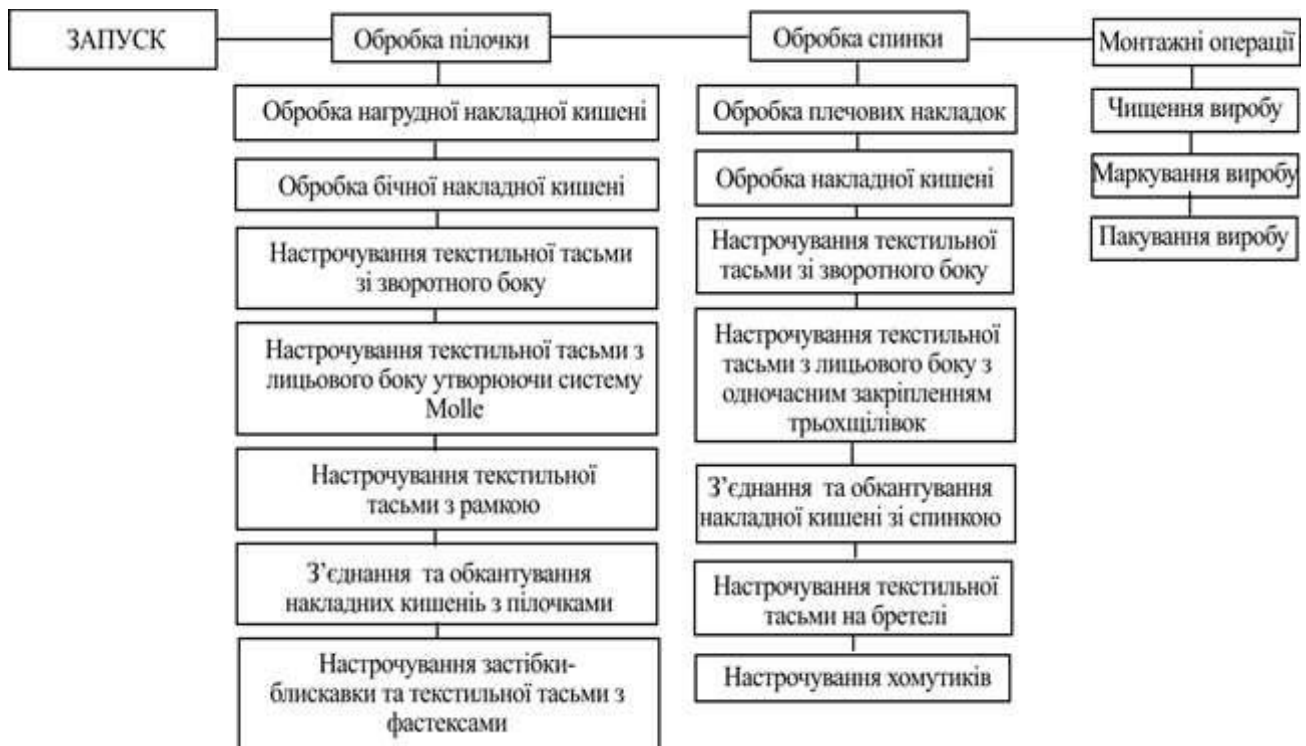 ЗАПУСК
Обробка пілочки
Обробка спинки
Монтажні операції
Обробка нагрудної накладної кишені
Обробка бічної накладної кишені
Настрочування текстильної тасьми
зі зворотного боку
Настрочування текстильної тасьми з
лицьового боку утворюючи систему
Molle
Настрочування текстильної
тасьми з рамкою
З’єднання та обкантування
накладних кишеніь з пілочками
Настрочування застібки-
блискавки та текстильної тасьми з
фастексами
Обробка плечових накладок
Обробка накладної кишені
Настрочування текстильної
тасьми зі зворотного боку
Настрочування текстильної
тасьми з лицьового боку з
одночасним закріпленням
трьохщілівок
З’єднання та обкантування
накладної кишені зі спинкою
Настрочування текстильної
тасьми на бретелі
Настрочування хомутиків
Чищення виробу
Маркування виробу
Пакування виробу